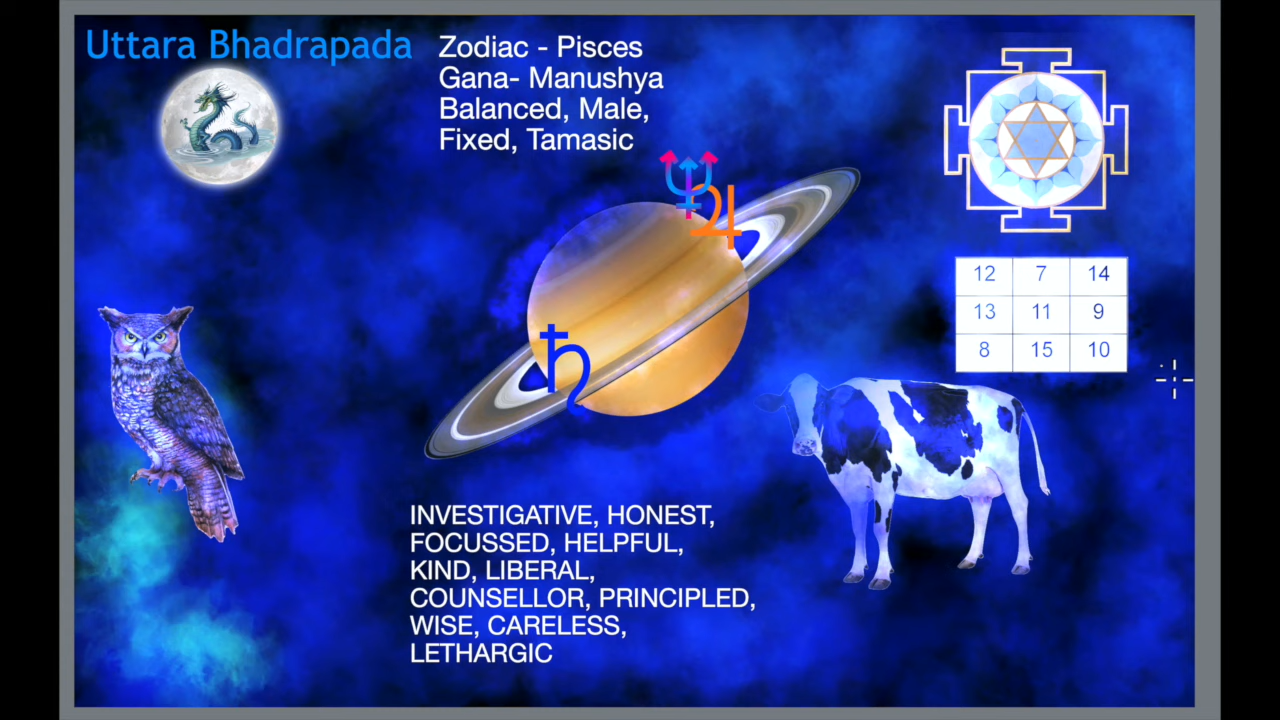 Uttara Bhadrapada
Zodiac - Pisces
Gana- Manushya
Balanced, Male,
Fixed, Tamasic
12 7 14
13 11 9
8 15 10
INVESTIGATIVE, HONEST,
FOCUSSED, HELPFUL,
KIND, LIBERAL,
COUNSELLOR, PRINCIPLED,
WISE, CARELESS,
LETHARGIC